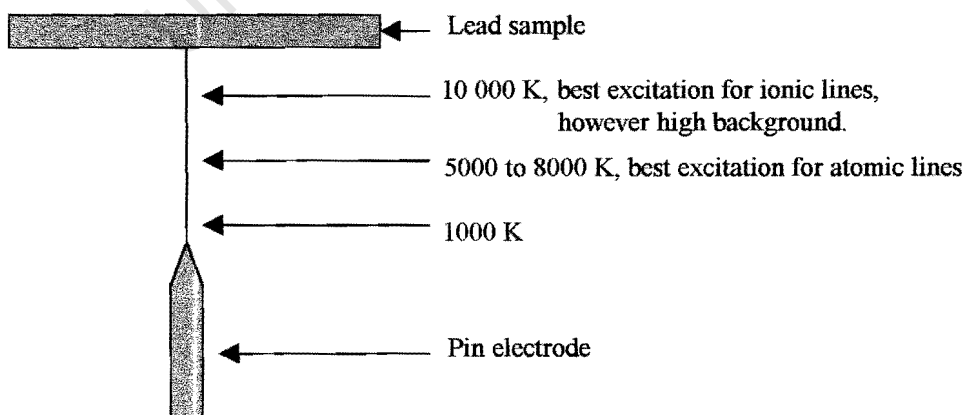 Lead sample
10 000 K, best excitation for ionic lines,
however high background.
5000 to 8000 K, best excitation for atomic lines
1000 K
Pin electrode